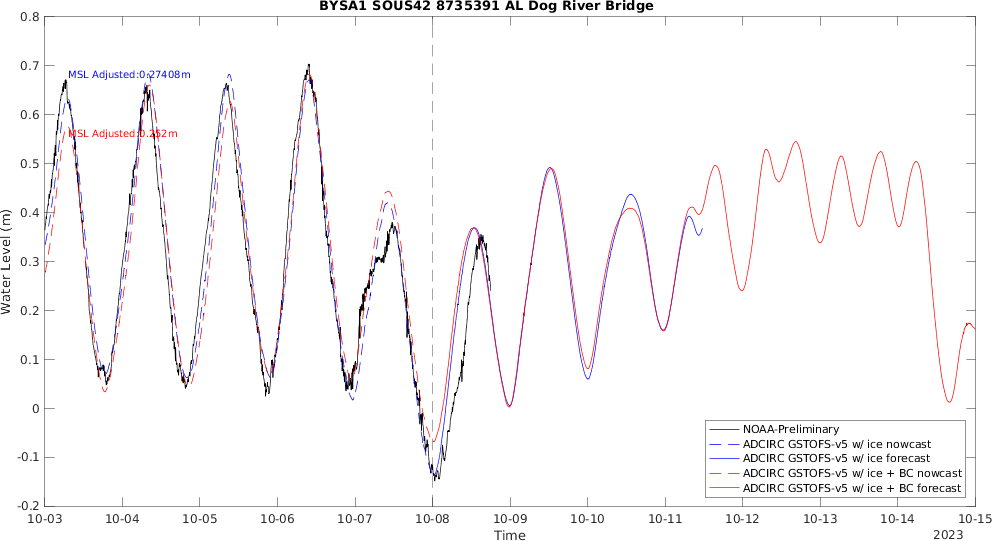 BYSA1 SOUS42 8735391 AL Dog River Bridge
0.8
0.7
0.6
0.5
0.4
0.3
0.2
0.1
0
-0.1
-0.2
Water Level (m)
MSL Adjusted:0.27408m
MSL Adjusted:0.252m
NOAA-Preliminary
ADCIRC GSTOFS-v5 w/ ice nowcast
ADCIRC GSTOFS-v5 w/ ice forecast
ADCIRC GSTOFS-v5 w/ ice + BC nowcast
ADCIRC GSTOFS-v5 w/ ice + BC forecast
10-03 10-04 10-05 10-06 10-07 10-08 10-09 10-10 10-11 10-12 10-13 10-14 10-15
Time
2023